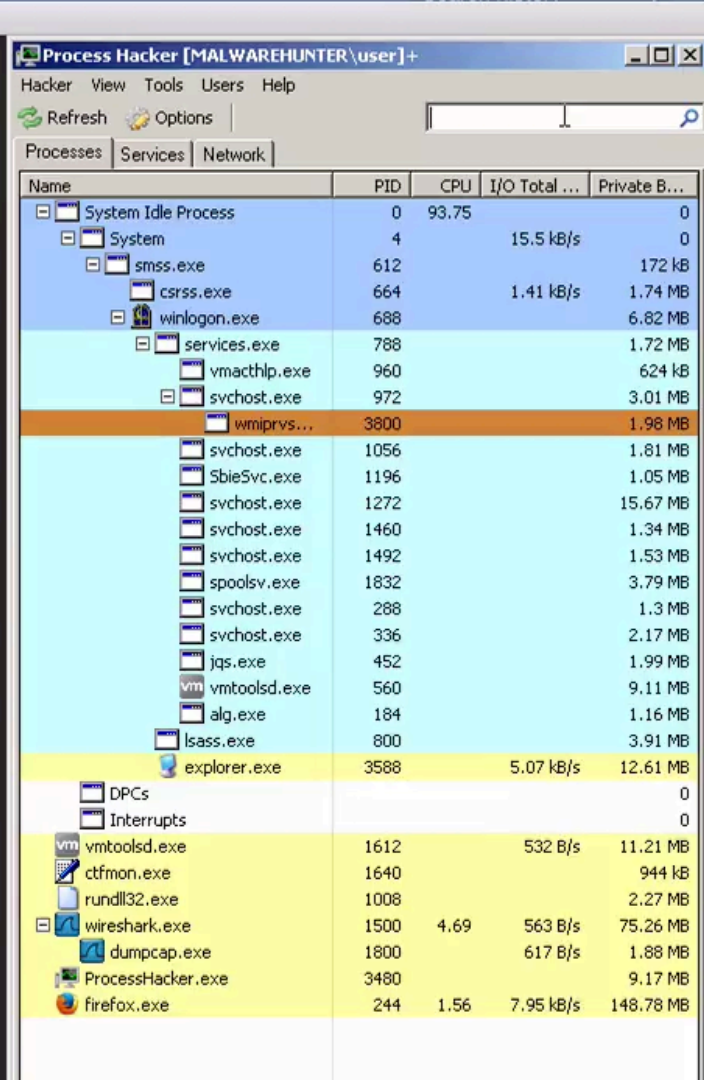 Process Hacker [MALWAREHUNTER\user]+
Hacker View Tools Users Help
Refresh Options
Processes Services Network
Name PID CPU I/O Total ... Private B...
System Idle Process 0 93.75 0
System 4 15.5 kB/s 0
smss.exe 612 172 kB
csrss.exe 664 1.41 kB/s 1.74 MB
winlogon.exe 688 6.82 MB
services.exe 788 1.72 MB
vmacthlp.exe 960 624 kB
svchost.exe 972 3.01 MB
wmiprvs... 3800 1.98 MB
svchost.exe 1056 1.81 MB
SbieSvc.exe 1196 1.05 MB
svchost.exe 1272 15.67 MB
svchost.exe 1460 1.34 MB
svchost.exe 1492 1.53 MB
spoolsv.exe 1832 3.79 MB
svchost.exe 288 1.3 MB
svchost.exe 336 2.17 MB
jqs.exe 452 1.99 MB
vm vmtoolsd.exe 560 9.11 MB
alg.exe 184 1.16 MB
lsass.exe 800 3.91 MB
explorer.exe 3588 5.07 kB/s 12.61 MB
DPCs 0
Interrupts 0
vm vmtoolsd.exe 1612 532 B/s 11.21 MB
ctfmon.exe 1640 944 kB
rundll32.exe 1008 2.27 MB
wireshark.exe 1500 4.69 563 B/s 75.26 MB
dumpcap.exe 1800 617 B/s 1.88 MB
ProcessHacker.exe 3480 9.17 MB
firefox.exe 244 1.56 7.95 kB/s 148.78 MB